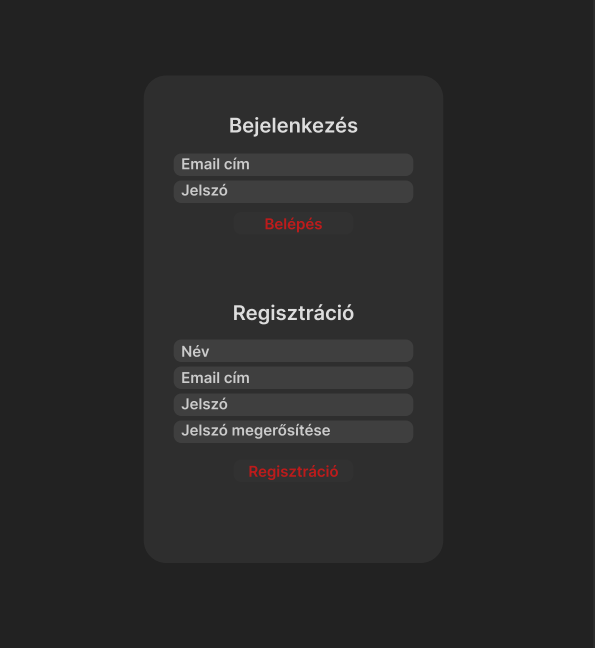 Bejelenkezés
Email cím
Jelszó
Belépés
Regisztráció
Név
Email cím
Jelszó
Jelszó megerősítése
Regisztráció